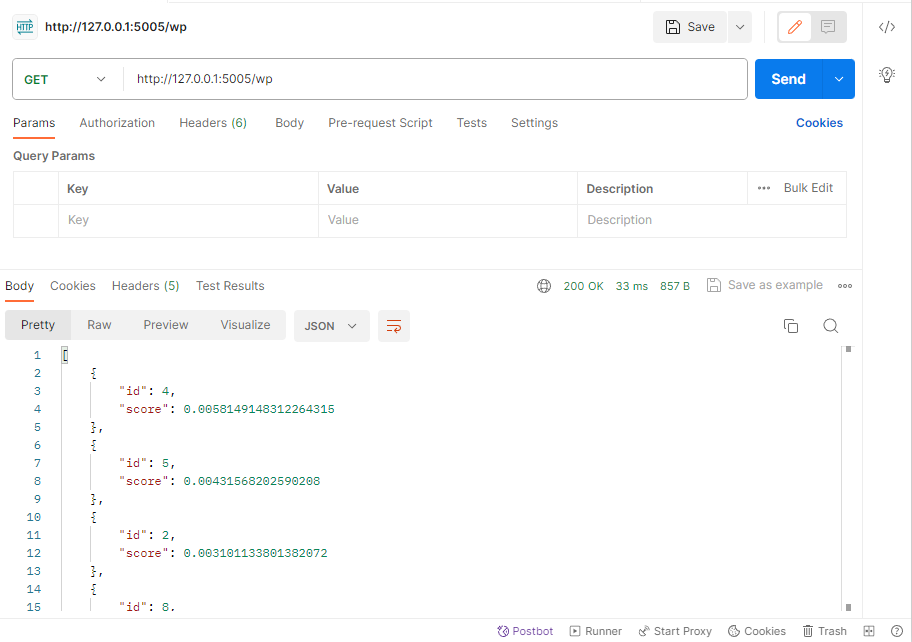 HTTP http://127.0.0.1:5005/wp Save
GET http://127.0.0.1:5005/wp Send
Params Authorization Headers (6) Body Pre-request Script Tests Settings Cookies
Query Params
Key Value Description Bulk Edit
Key Value Description
Body Cookies Headers (5) Test Results 200 OK 33 ms 857 B Save as example
Pretty Raw Preview Visualize JSON
1 [
2 {
3 "id": 4,
4 "score": 0.0058149148312264315
5 },
6 {
7 "id": 5,
8 "score": 0.00431568202590208
9 },
10 {
11 "id": 2,
12 "score": 0.003101133801382072
13 },
14 {
15 "id": 8,
Postbot Runner Start Proxy Cookies Trash